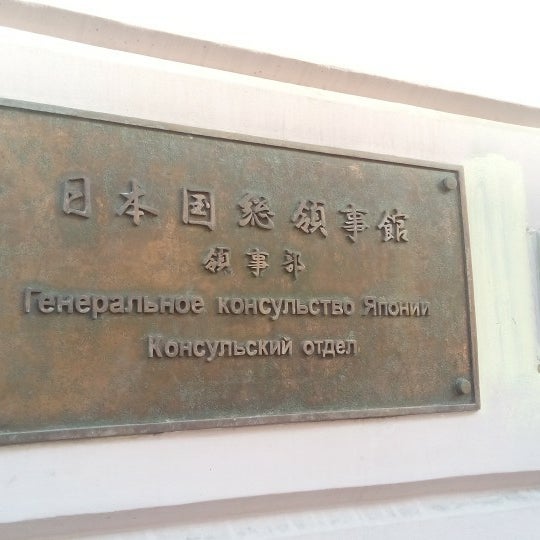 日本国総領事館
領事部
Генеральное консульство Японии
Консульский отдел